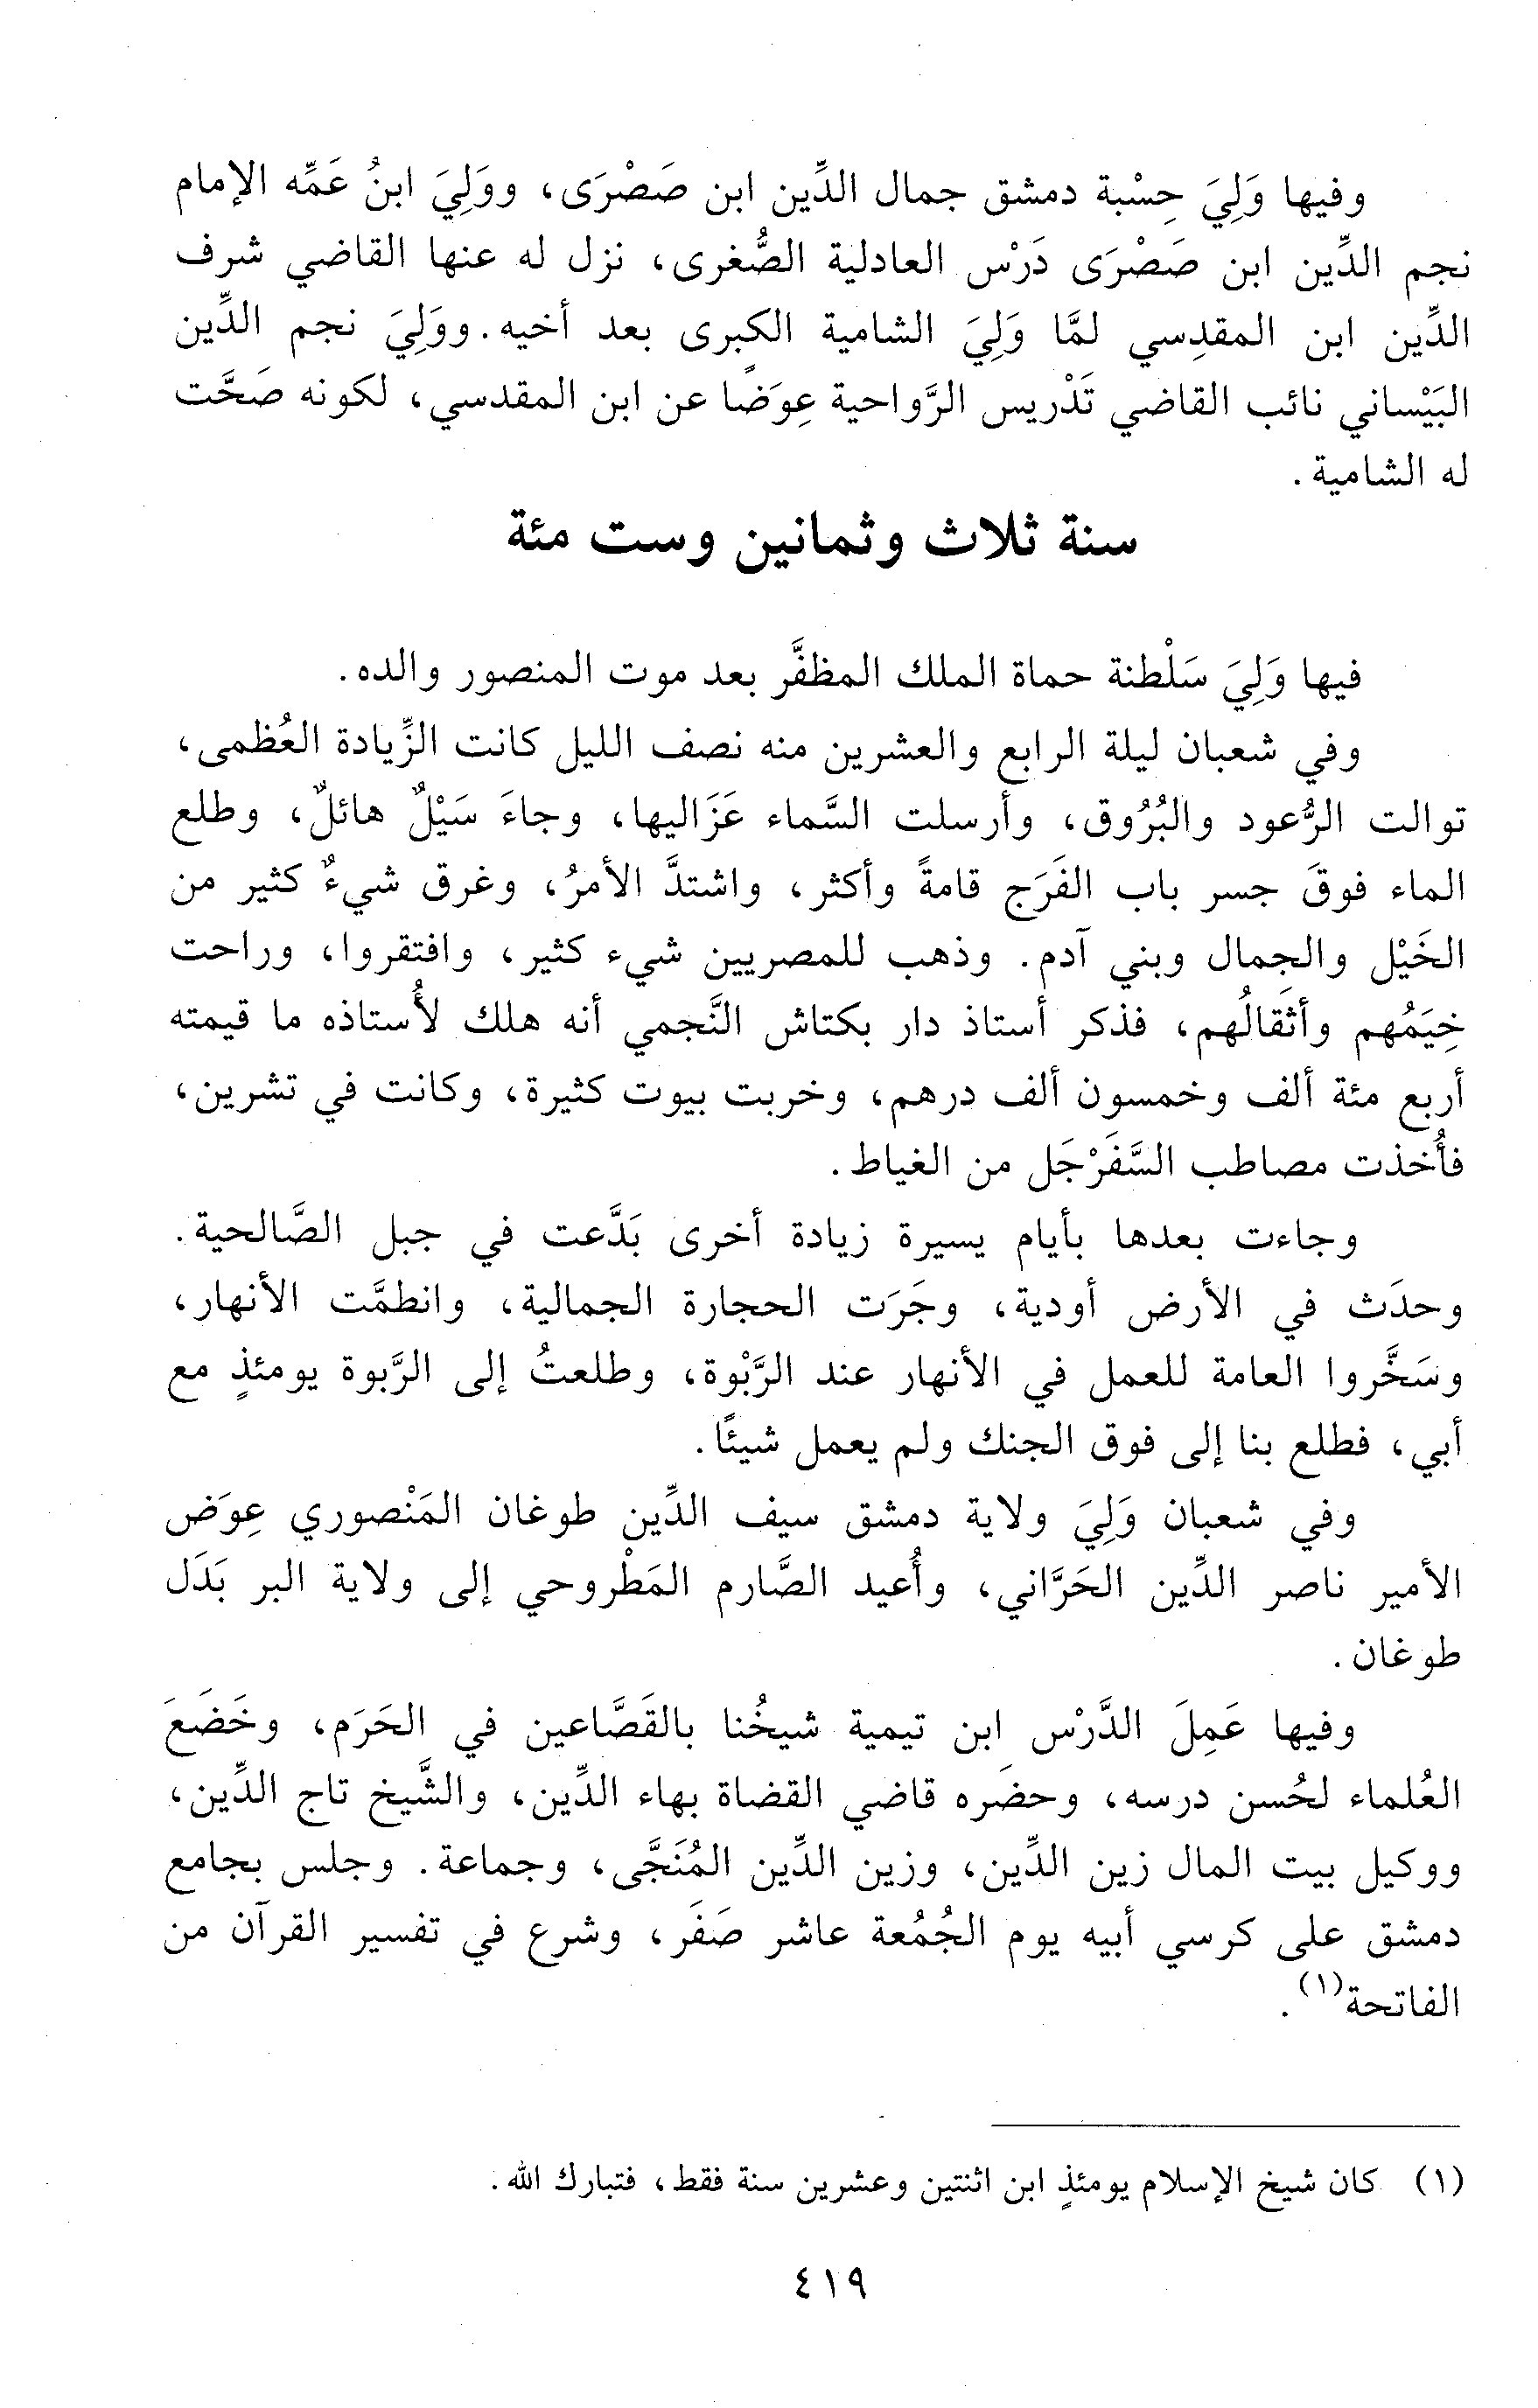 وفيها وَلِيَ حِسْبة دمشق جمال الدِّين ابن صَصْرَى، ووَلِيَ ابنُ عَمِّه الإمام
نجم الدِّين ابن صَصْرَى دَرْس العادلية الصُّغرى، نزل له عنها القاضي شرف
الدِّين ابن المقدِسي لمَّا وَلِيَ الشامية الكبرى بعد أخيه. ووَلِيَ نجم الدِّين
البَيْساني نائب القاضي تَدْريس الرَّواحية عِوَضًا عن ابن المقدسي، لكونه صَحَّت
له الشامية.
سنة ثلاث وثمانين وست مئة
فيها وَلِيَ سَلْطنة حماة الملك المظفَّر بعد موت المنصور والده.
وفي شعبان ليلة الرابع والعشرين منه نصف الليل كانت الزِّيادة العُظمى،
توالت الرُّعود والبُرُوق، وأرسلت السَّماء عَزَاليها، وجاءَ سَيْلٌ هائلٌ، وطلع
الماء فوقَ جسر باب الفَرَج قامةً وأكثر، واشتدَّ الأمرُ، وغرق شيءٌ كثير من
الخَيْل والجِمال وبني آدم. وذهب للمصريين شيء كثير، وافتقروا، وراحت
خِيَمُهم وأثقالُهم، فذكر أستاذ دار بكتاش النَّجمي أنه هلك لأُستاذه ما قيمته
أربع مئة ألف وخمسون ألف درهم، وخربت بيوت كثيرة، وكانت في تشرين،
فأُخذت مصاطب السَّفَرْجَل من الغياط.
وجاءت بعدها بأيام يسيرة زيادة أخرى بَدَّعت في جبل الصَّالحية.
وحدَث في الأرض أودية، وجَرَت الحجارة الجمالية، وانطمَّت الأنهار،
وسَخَّروا العامة للعمل في الأنهار عند الرَّبْوة، وطلعتُ إلى الرَّبوة يومئذٍ مع
أبي، فطلع بنا إلى فوق الجنك ولم يعمل شيئًا.
وفي شعبان وَلِيَ ولاية دمشق سيف الدِّين طوغان المَنْصوري عِوَض
الأمير ناصر الدِّين الحَرَّاني، وأُعيد الصَّارم المَطْروحي إلى ولاية البر بَدَل
طوغان.
وفيها عَمِلَ الدَّرْس ابن تيمية شيخُنا بالقَصَّاعين في الحَرَم، وخَضَعَ
العُلماء لحُسن درسه، وحضَره قاضي القضاة بهاء الدِّين، والشَّيخ تاج الدِّين،
ووكيل بيت المال زين الدِّين، وزين الدِّين المُنَجَّى، وجماعة. وجلس بجامع
دمشق على كرسي أبيه يوم الجُمُعة عاشر صَفَر، وشرع في تفسير القرآن من
الفاتحة(١).
(١) كان شيخ الإسلام يومئذٍ ابن اثنتين وعشرين سنة فقط، فتبارك الله.
٤١٩